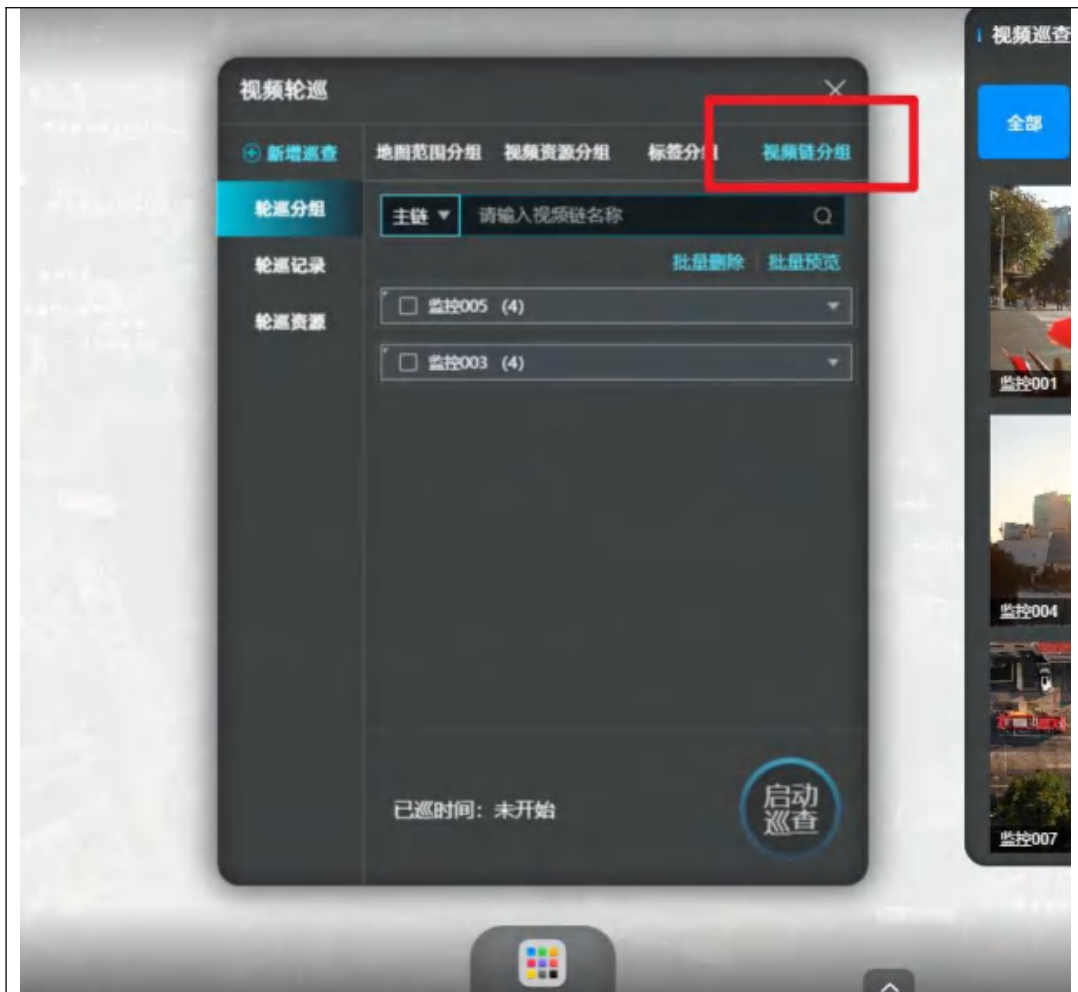 视频轮巡
新增巡查
地图范围分组 视频资源分组 标签分组 视频链分组
轮巡分组
主链 请输入视频链名称
轮巡记录
批量删除 批量预览
轮巡资源
监控005 (4)
监控003 (4)
已巡时间：未开始
启动
巡查
视频巡查
全部
监控001
监控004
监控007